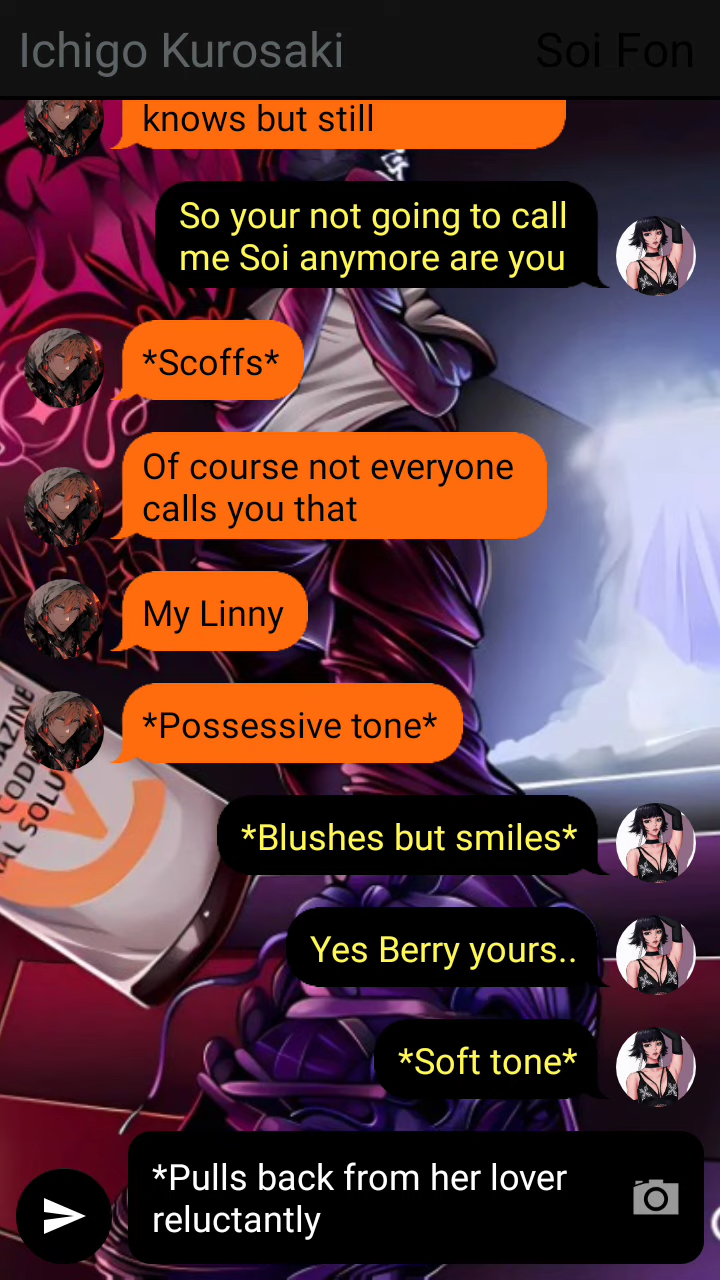 Ichigo Kurosaki
Soi Fon
knows but still
So your not going to call
me Soi anymore are you
*Scoffs*
Of course not everyone
calls you that
My Linny
*Possessive tone*
*Blushes but smiles*
Yes Berry yours..
*Soft tone*
*Pulls back from her lover
reluctantly